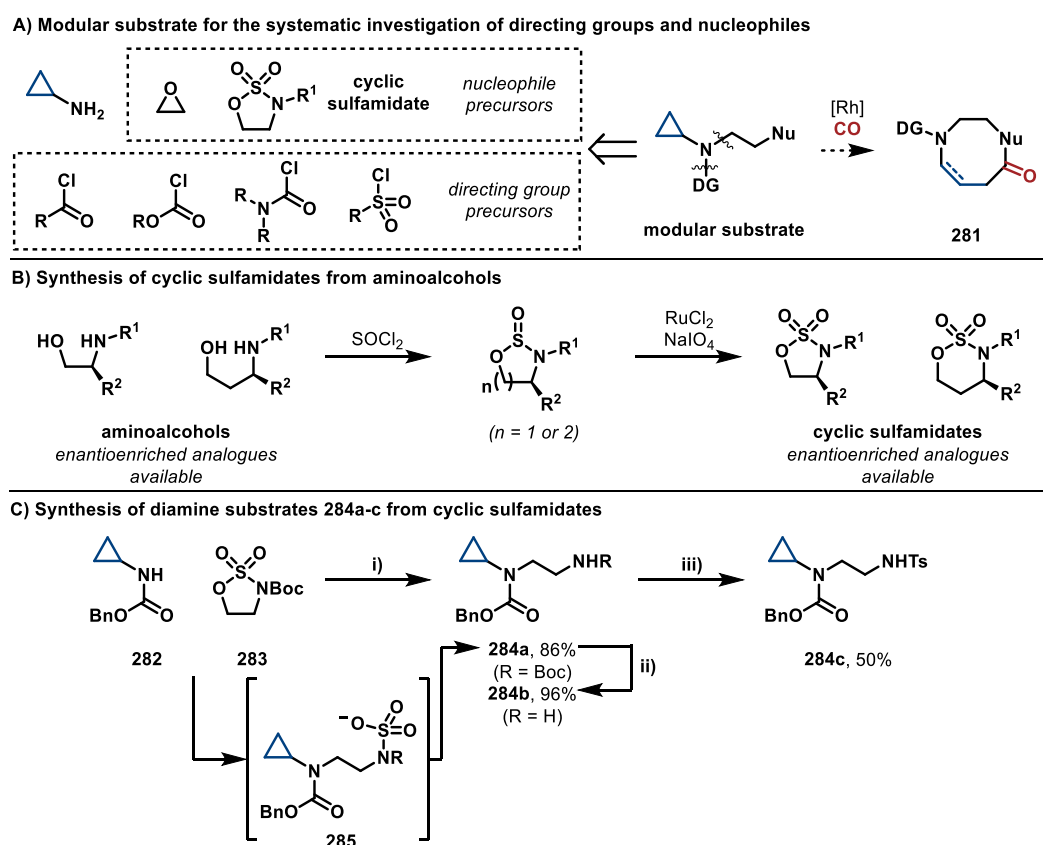 A) Modular substrate for the systematic investigation of directing groups and nucleophiles
NH2
O
O O
S
O N R1
cyclic
sulfamidate
nucleophile
precursors
Cl
R O
Cl
RO O
Cl
R N O
R
Cl
R S O
O
directing group
precursors
N Nu
DG
modular substrate
[Rh]
CO
DG N
Nu
O
281
B) Synthesis of cyclic sulfamidates from aminoalcohols
HO HN R1
R2
OH HN R1
R2
aminoalcohols
enantioenriched analogues
available
SOCl2
O
S
O N R1
n( )
R2
(n = 1 or 2)
RuCl2
NaIO4
O O
S
O N R1
R2
O O
S
O N R1
R2
cyclic sulfamidates
enantioenriched analogues
available
C) Synthesis of diamine substrates 284a-c from cyclic sulfamidates
NH
BnO O
282
O O
S
O NBoc
283
i)
N NHR
BnO O
284a, 86%
(R = Boc)
284b, 96%
(R = H)
ii)
iii)
N NHTs
BnO O
284c, 50%
−O O
S O
N NR
BnO O
285